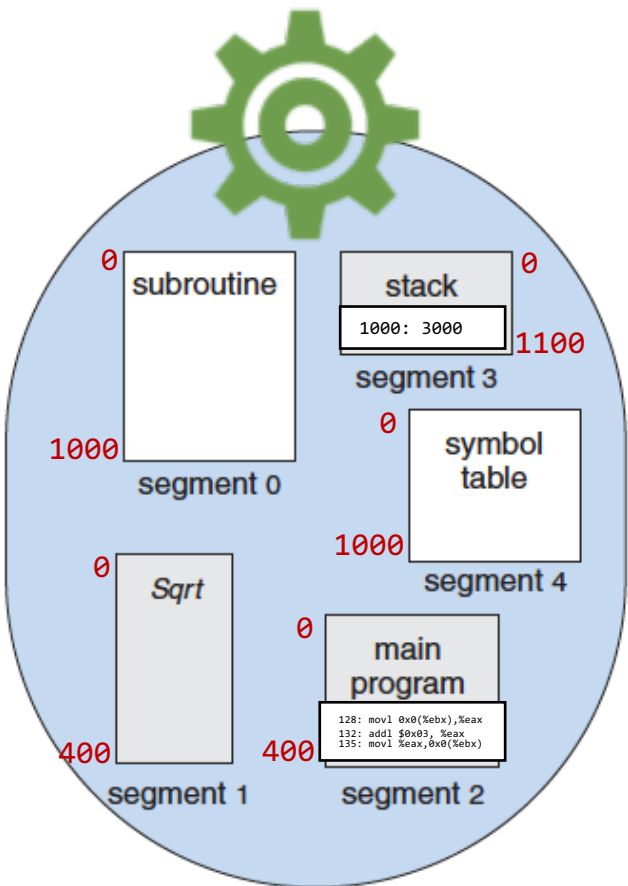 0
subroutine
1000
segment 0
0
stack
1000: 3000
1100
segment 3
0
symbol
table
1000
segment 4
0
Sqrt
400
segment 1
0
main
program
128: movl 0x0(%ebx),%eax
132: addl $0x03, %eax
135: movl %eax,0x0(%ebx)
400
segment 2